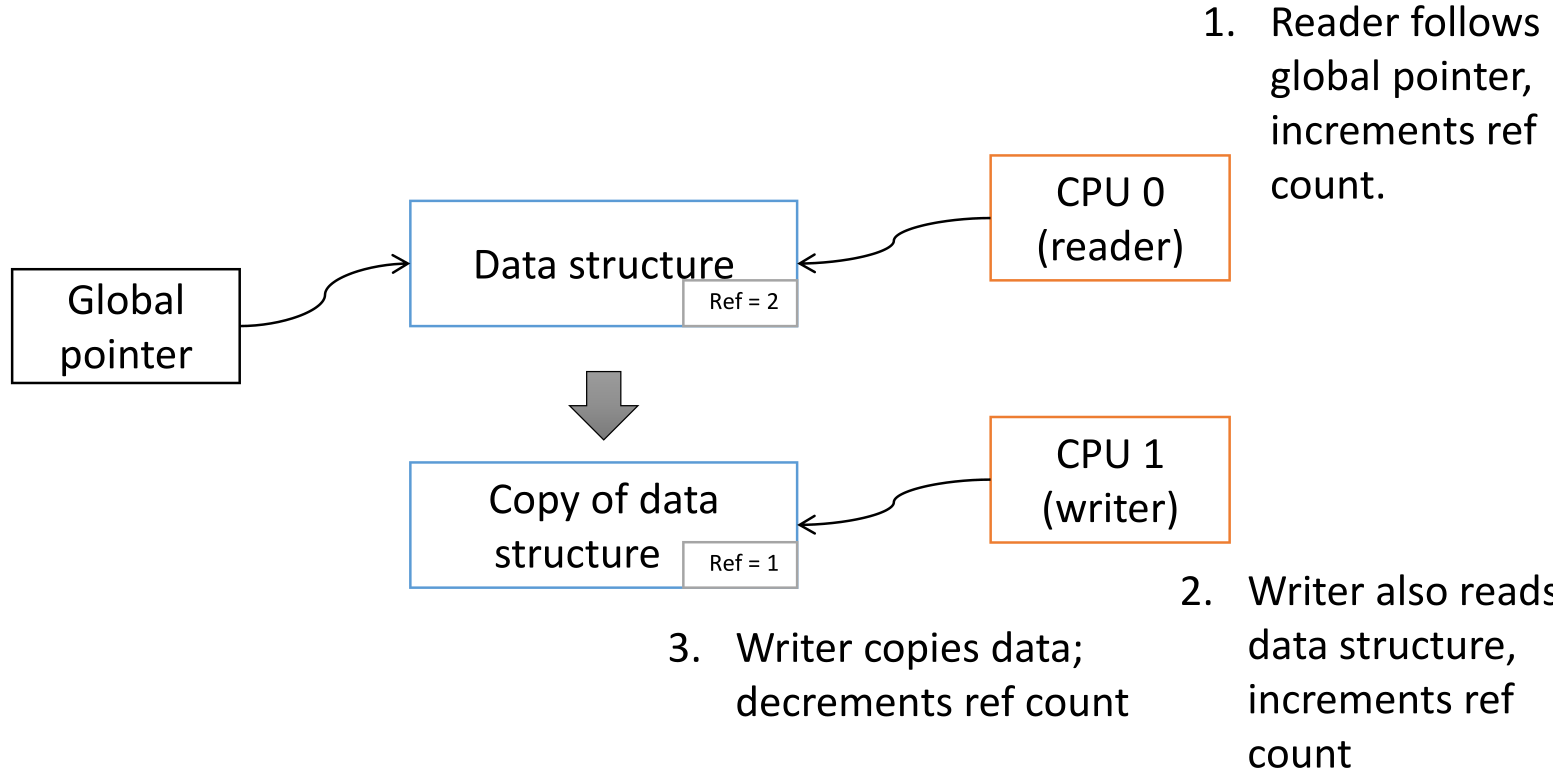 1. Reader follows
global pointer,
increments ref
count.
CPU 0
(reader)
Data structure
Ref = 2
Global
pointer
CPU 1
(writer)
Copy of data
structure
Ref = 1
2. Writer also reads
data structure,
increments ref
count
3. Writer copies data;
decrements ref count